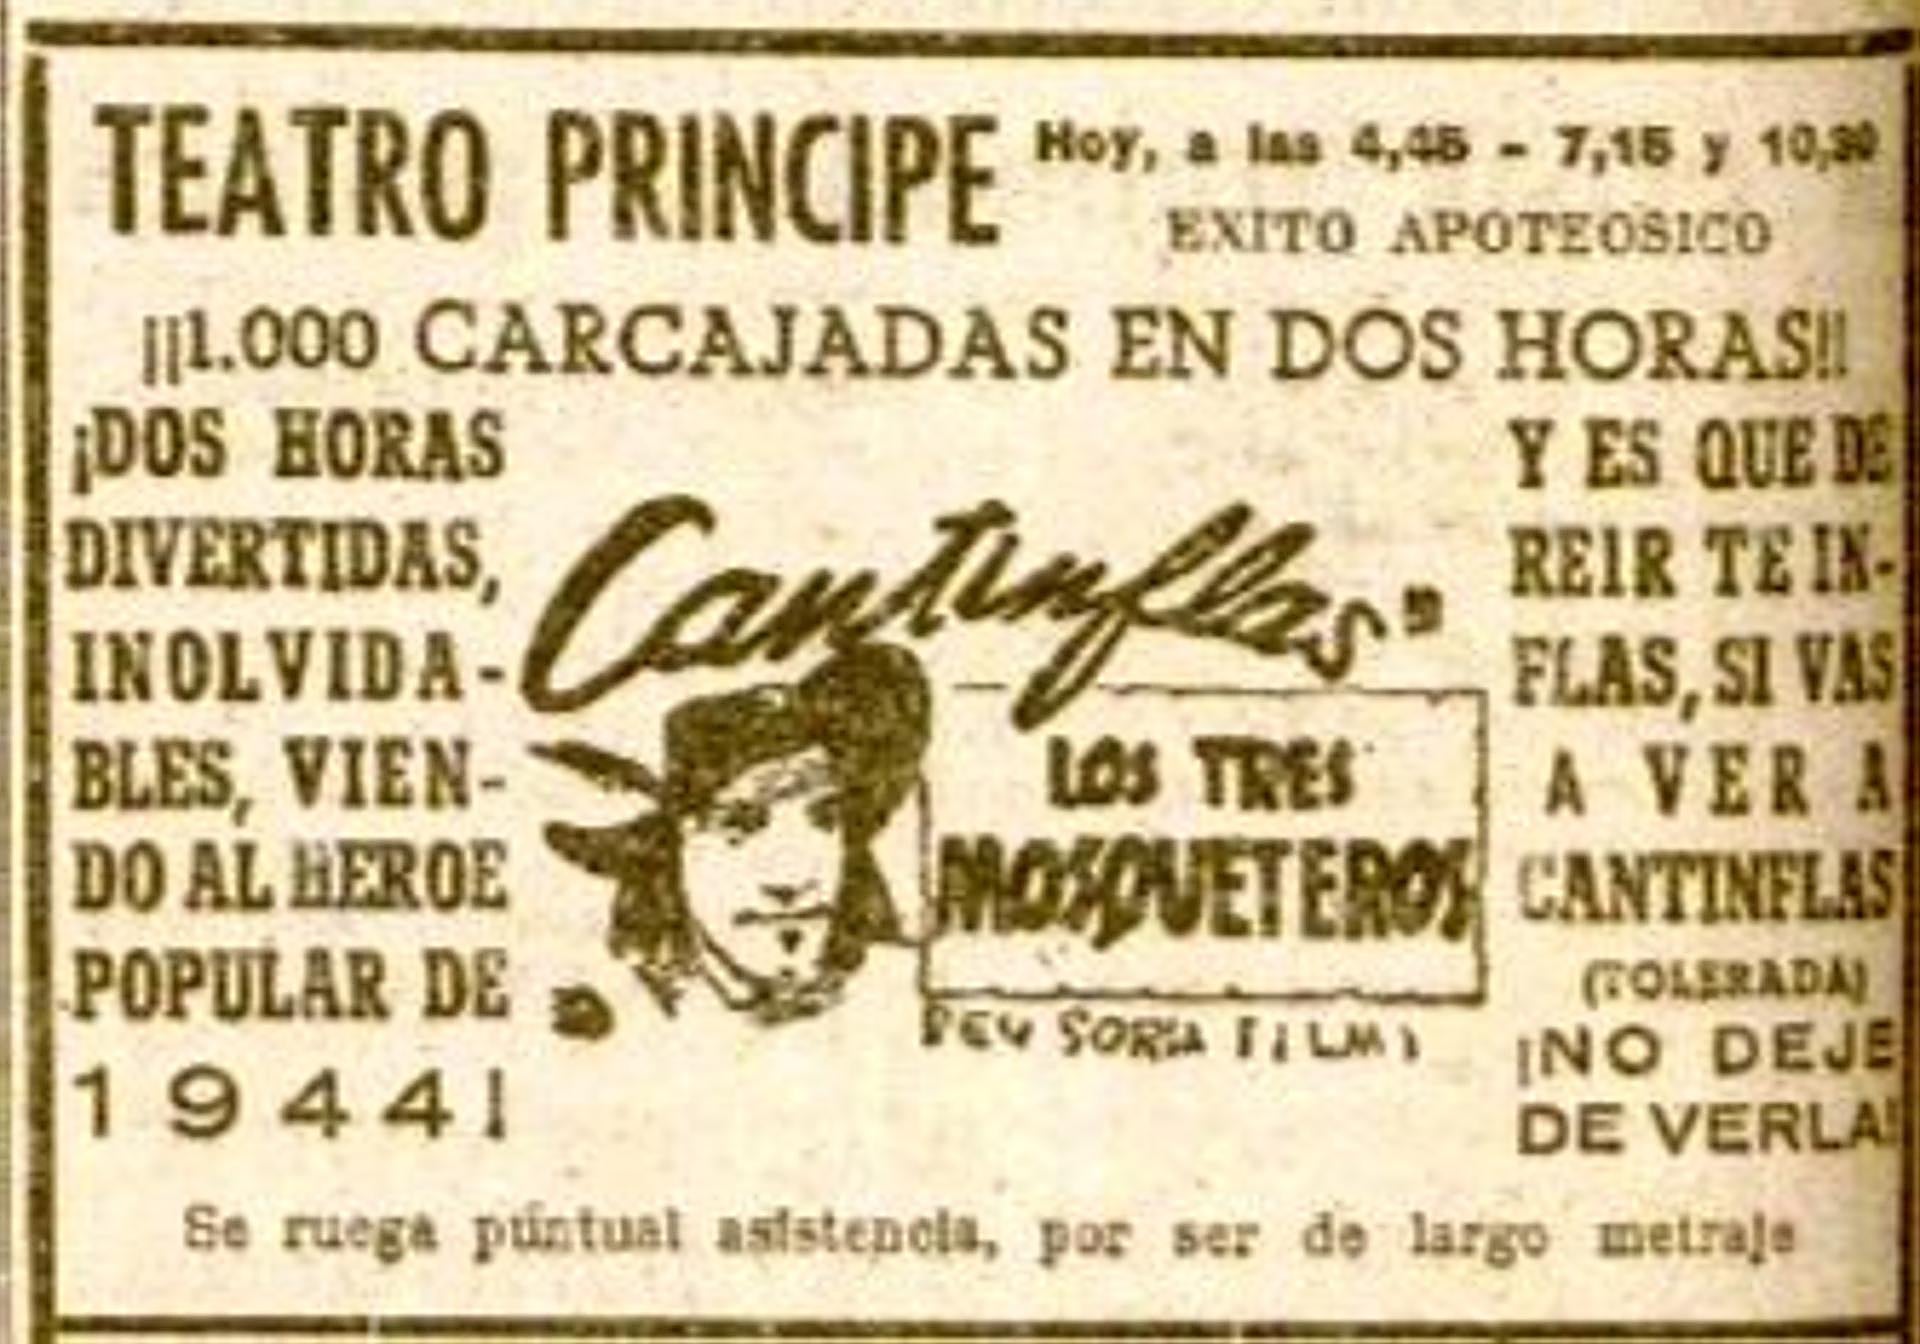 TEATRO PRINCIPE
Hoy, a las 4,45 - 7,15 y 10,30
EXITO APOTEOSICO
¡¡1.000 CARCAJADAS EN DOS HORAS!!
¡DOS HORAS
DIVERTIDAS,
INOLVIDA-
BLES, VIEN-
DO AL HEROE
POPULAR DE
1944!
Cantinflas"
LOS TRES
MOSQUETEROS
SORIA FILMS
Y ES QUE DE
REIR TE IN-
FLAS, SI VAS
A VER A
CANTINFLAS
(TOLERADA)
¡NO DEJE
DE VERLA!
Se ruega puntual asistencia, por ser de largo metraje